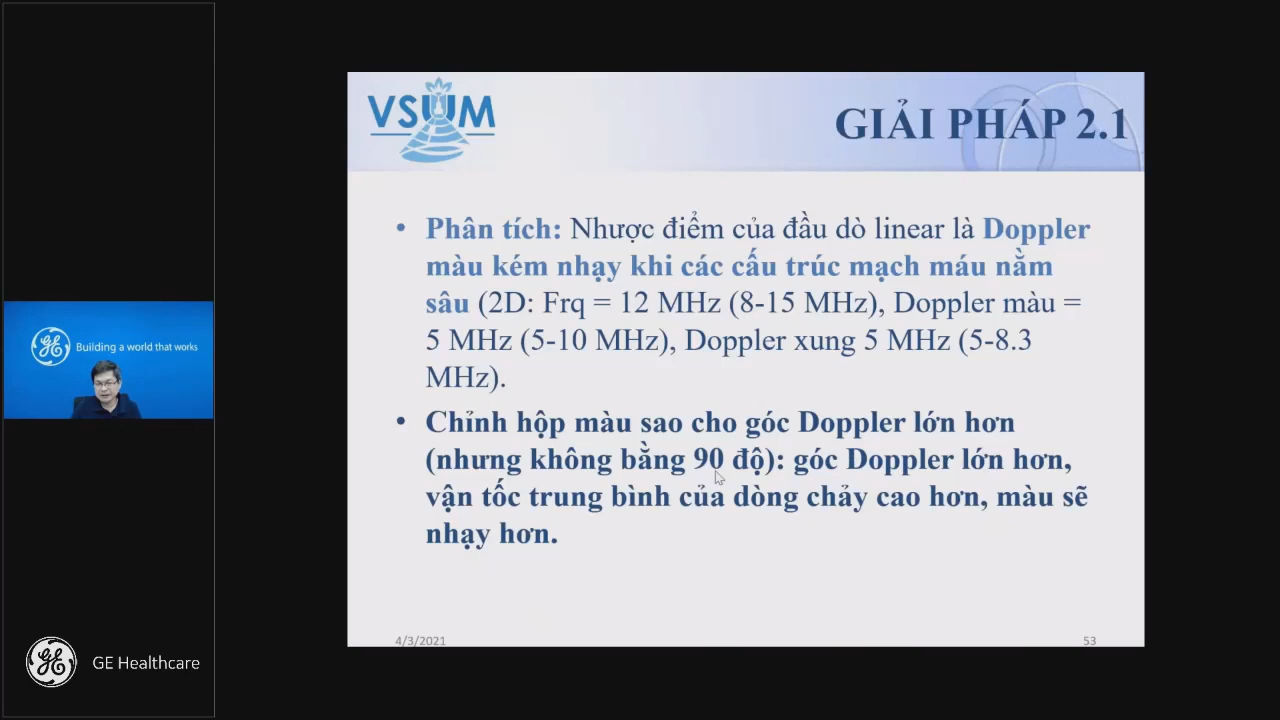 VSUM
GIẢI PHÁP 2.1
• Phân tích: Nhược điểm của đầu dò linear là Doppler
màu kém nhạy khi các cấu trúc mạch máu nằm
sâu (2D: Frq = 12 MHz (8-15 MHz), Doppler màu =
5 MHz (5-10 MHz), Doppler xung 5 MHz (5-8.3
MHz).
• Chỉnh hộp màu sao cho góc Doppler lớn hơn
(nhưng không bằng 90 độ): góc Doppler lớn hơn,
vận tốc trung bình của dòng chảy cao hơn, màu sẽ
nhạy hơn.
4/3/2021
53
GE Building a world that works
GE GE Healthcare